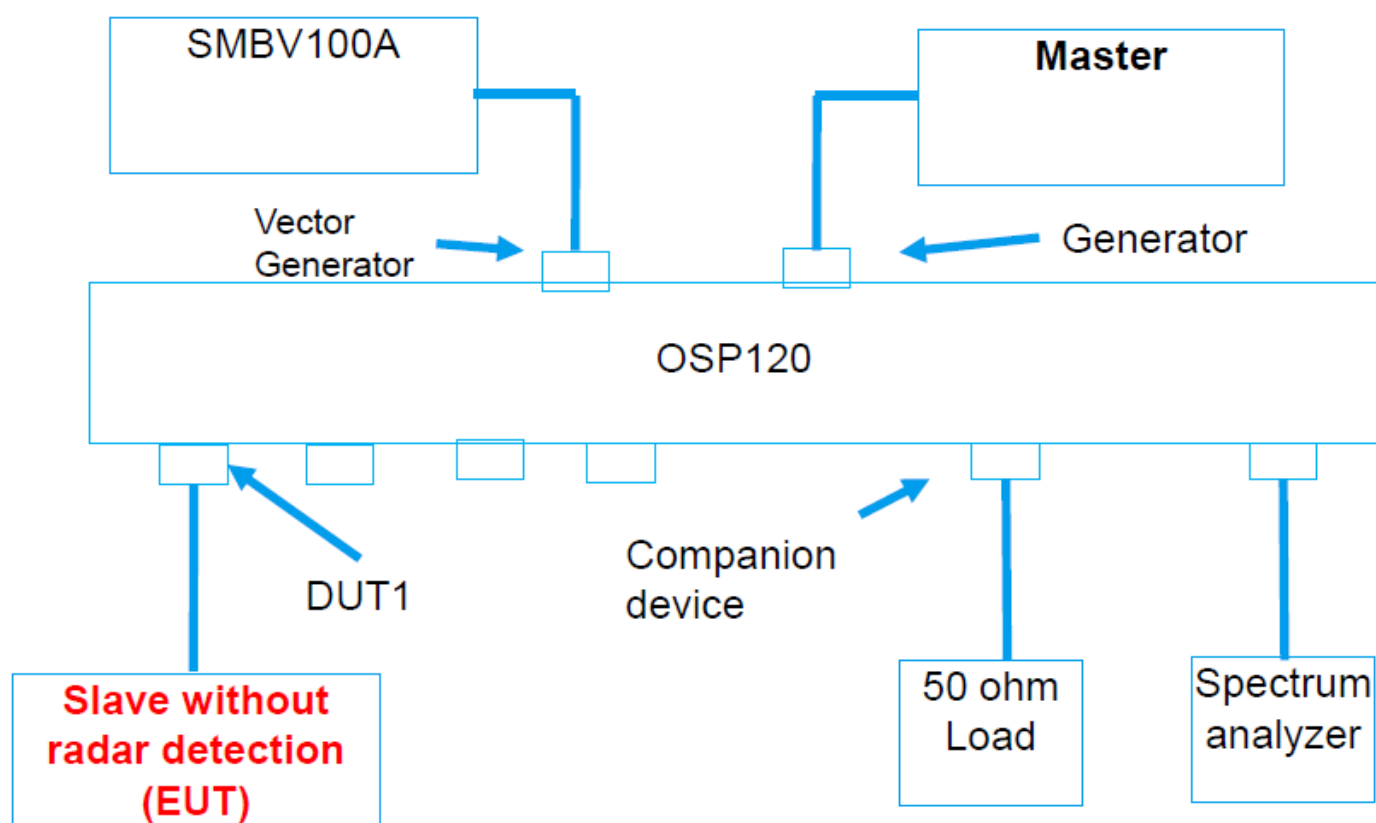 SMBV100A
Master
Vector
Generator
Generator
OSP120
DUT1
Companion
device
Slave without
radar detection
(EUT)
50 ohm
Load
Spectrum
analyzer